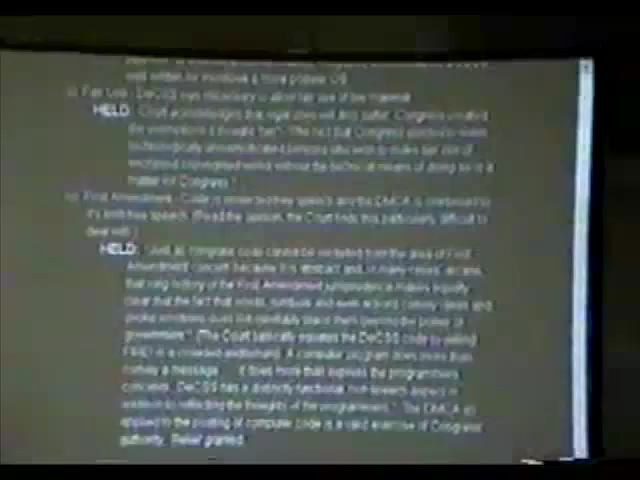 well written for
Fair Use - DeCSS was necessary to allow fair use of the material.
HELD: Court acknowledges that legal uses will also suffer. Congress
the exemptions it thought fair". "The fact that Congress elected to leave
technologically unsophisticated persons who wish to make fair use of
encrypted copyrighted works without the technical means of doing so is a
matter for Congress"
First Amendment - Code is protected free speech and the DMCA is
free speech. (Read the opinion, the Court finds this particularly difficult to
deal with.)
HELD: "Just as computer code cannot be excluded from the area of First
Amendment concern because it is abstract and, in many cases, arcane,
that long history of the First Amendment jurisprudence makes equally
clear that the fact that words, symbols and even actions convey ideas and
evoke emotions does not inevitably place them beyond the power of
government". (The Court basically equates the DeCSS code to yelling
FIRE! in a crowded auditorium). A computer program does more than
convey a message. "it does more than express the programmers
concepts. DeCSS has a distinctly functional, non-speech aspect in
addition to reflecting the thoughts of the programmers." The DMCA as
applied to the posting of computer code is a valid exercise of Congress'
authority. Relief granted.